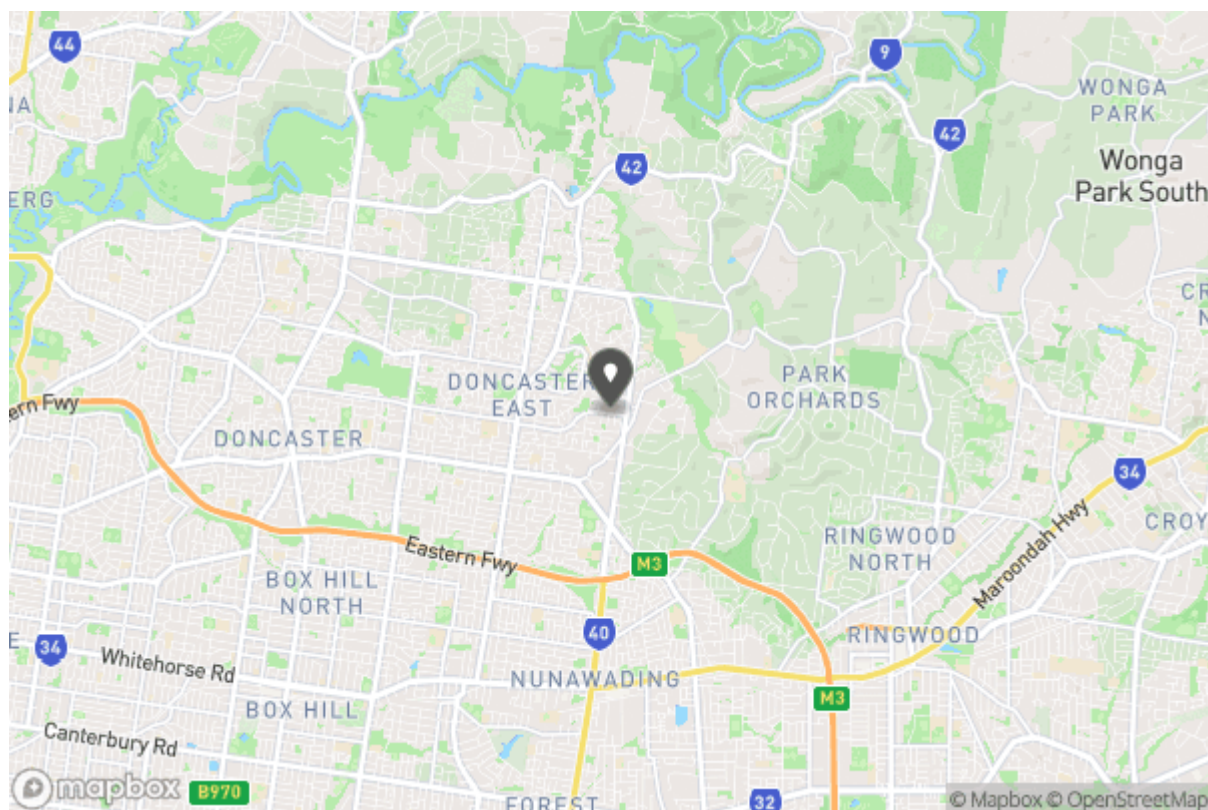 44
9
NA
WONGA
PARK
42
42
Wonga
Park South
ERG
CR
N
DONCASTER
EAST
PARK
ORCHARDS
ern Fwy
DONCASTER
34
RINGWOOD
NORTH
CROY
Maroondah Hwy
Eastern Fwy
M3
BOX HILL
NORTH
40
RINGWOOD
E
34
Whitehorse Rd
NUNAWADING
M3
BOX HILL
Canterbury Rd
mapbox
B970
FOREST
32
© Mapbox © OpenStreetMap